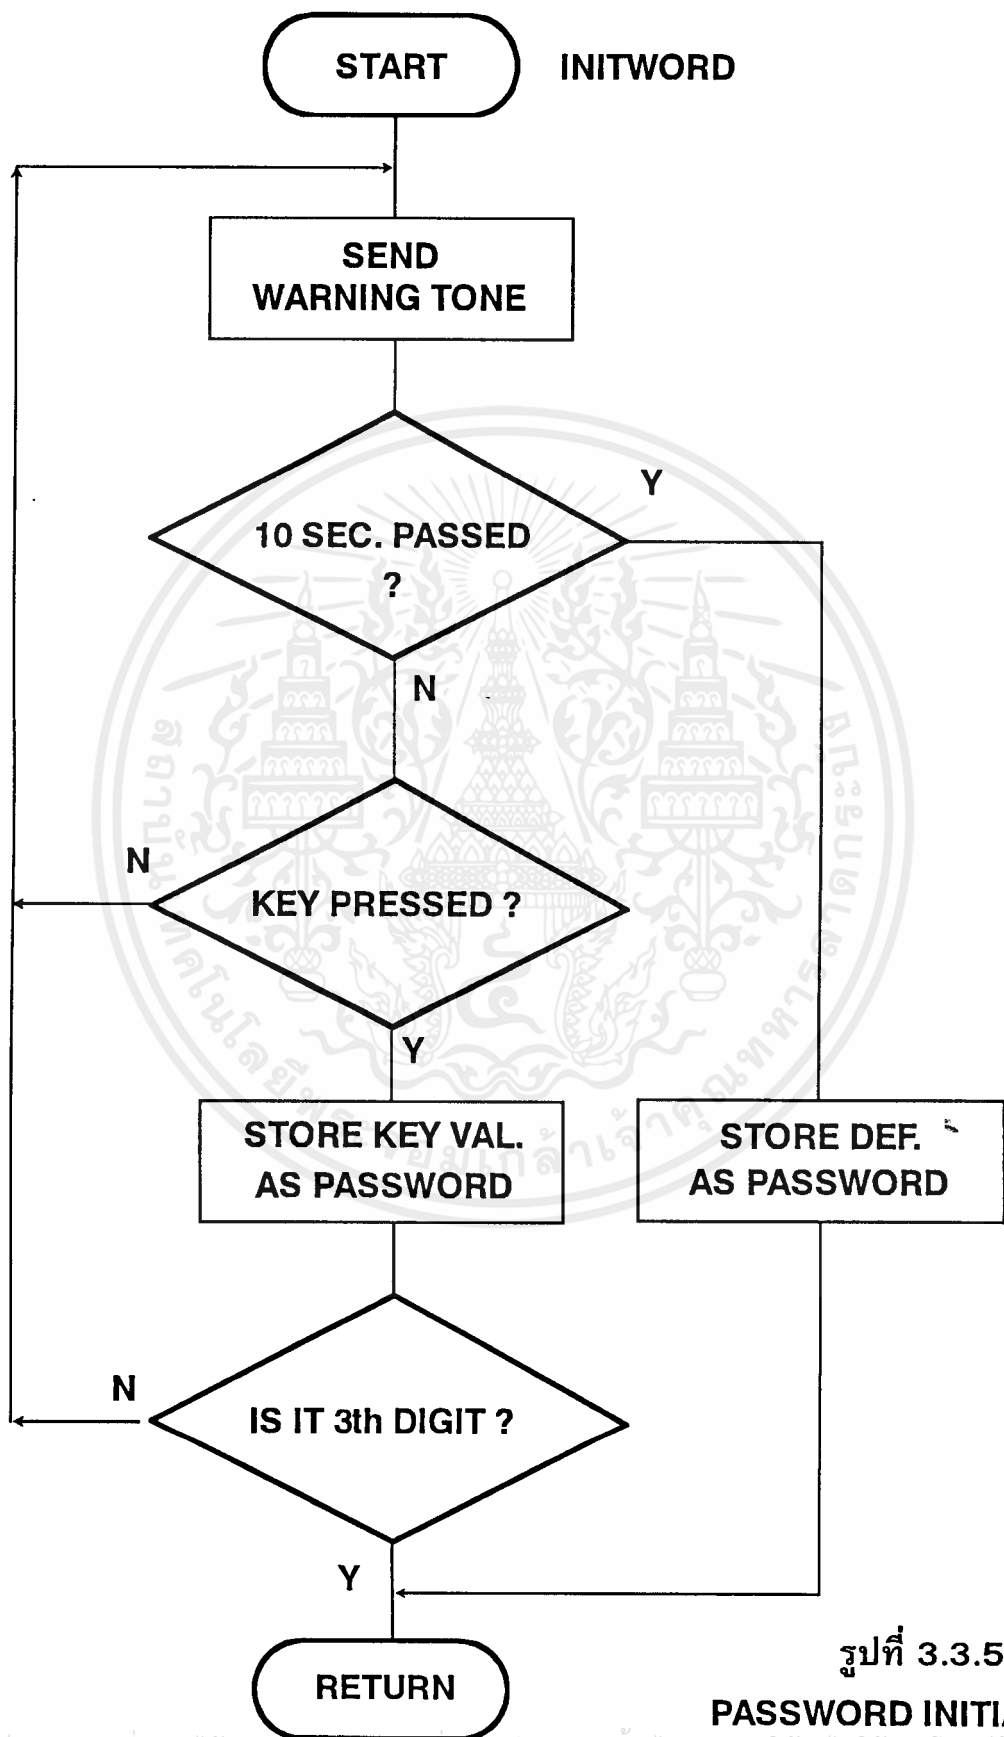 START
INITWORD
SEND
WARNING TONE
10 SEC. PASSED
?
Y
N
KEY PRESSED ?
N
Y
STORE KEY VAL.
AS PASSWORD
STORE DEF.
AS PASSWORD
IS IT 3th DIGIT ?
N
Y
RETURN
รูปที่ 3.3.5
PASSWORD INITIA